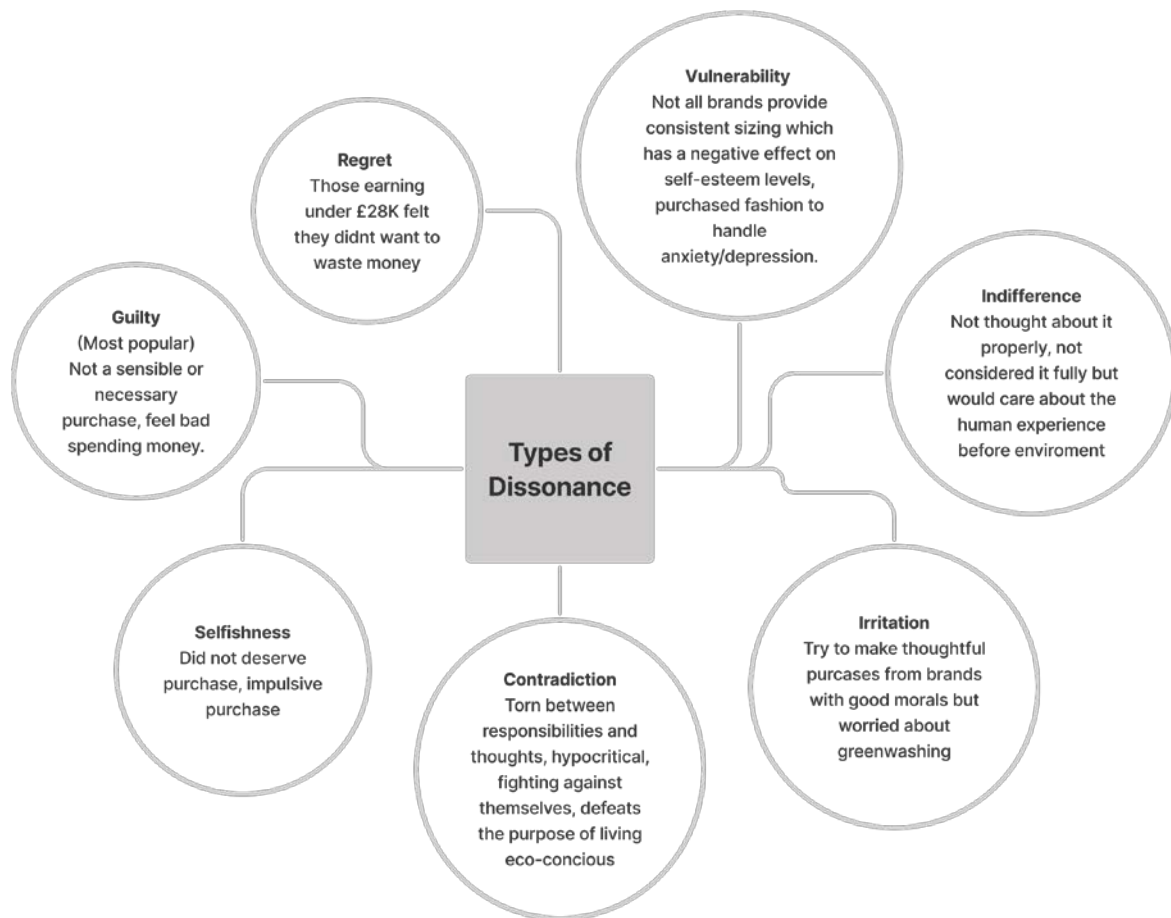 Vulnerability
Not all brands provide
consistent sizing which
has a negative effect on
self-esteem levels,
purchased fashion to
handle
anxiety/depression.
Regret
Those earning
under £28K felt
they didnt want to
waste money
Indifference
Not thought about it
properly, not
considered it fully but
would care about the
human experience
before enviroment
Guilty
(Most popular)
Not a sensible or
necessary
purchase, feel bad
spending money.
Types of
Dissonance
Selfishness
Did not deserve
purchase, impulsive
purchase
Contradiction
Torn between
responsibilities and
thoughts, hypocritical,
fighting against
themselves, defeats
the purpose of living
eco-concious
Irritation
Try to make thoughtful
purcases from brands
with good morals but
worried about
greenwashing